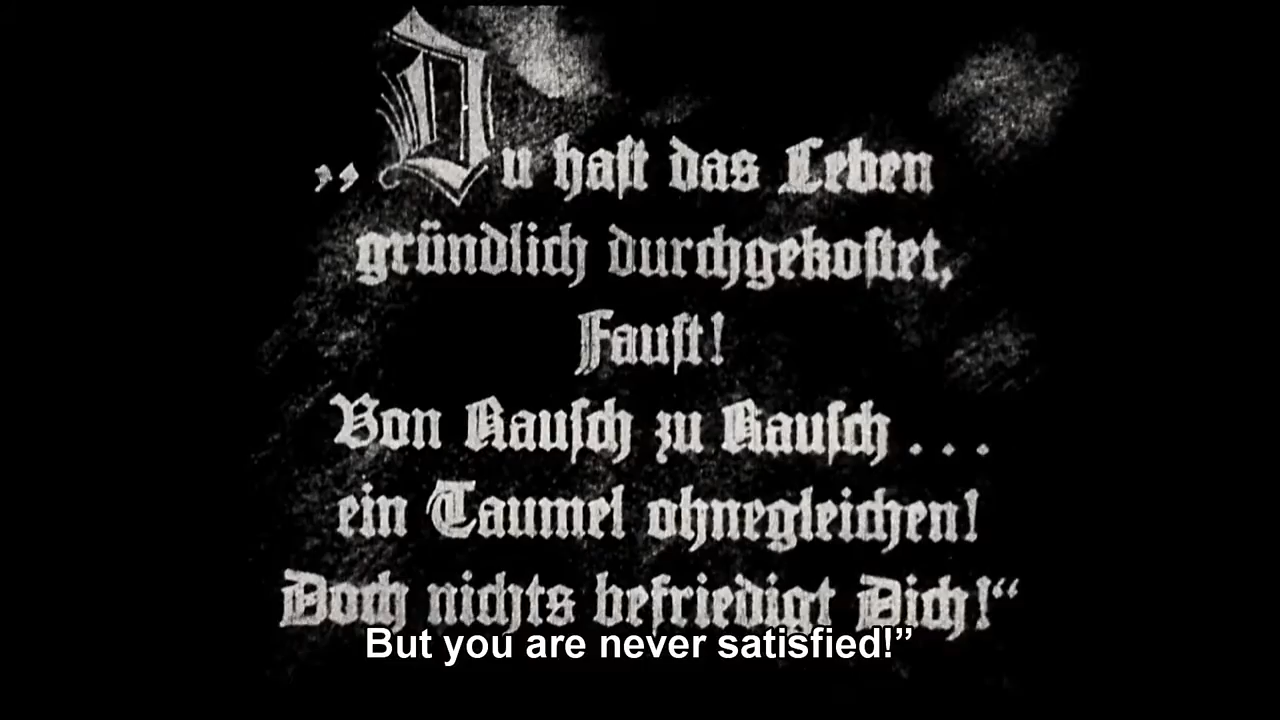 „Du haſt das Leben
gründlich durchgekoſtet,
Fauſt!
Von Rauſch zu Rauſch . . .
ein Taumel ohnegleichen!
Doch nichts befriedigt Dich!“
But you are never satisfied!”